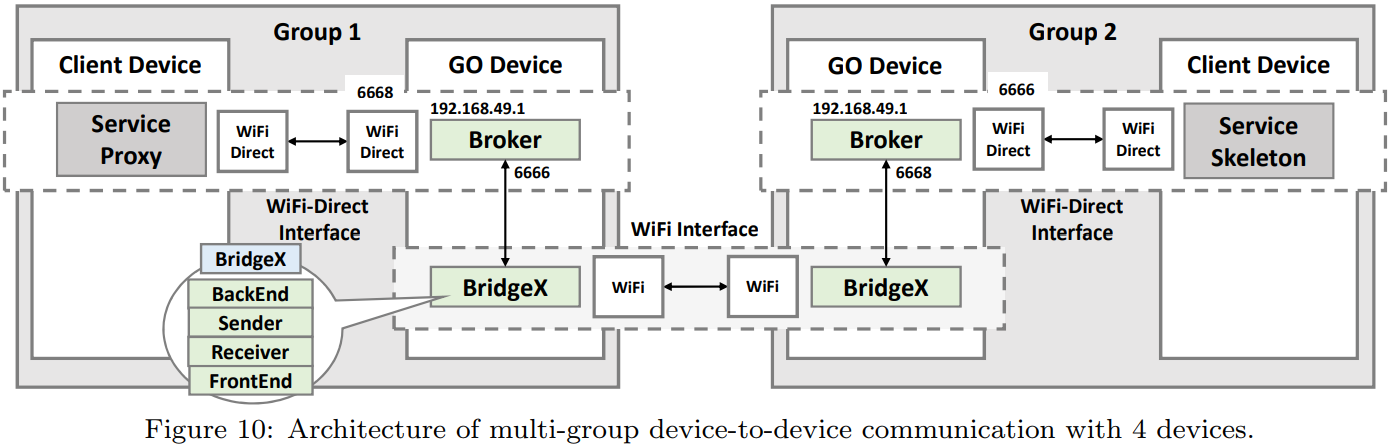 Group 1
Client Device
GO Device
6668
192.168.49.1
Service
Proxy
WiFi
Direct
WiFi
Direct
Broker
6666
WiFi-Direct
Interface
BridgeX
BackEnd
Sender
Receiver
FrontEnd
BridgeX
WiFi Interface
WiFi
WiFi
Group 2
GO Device
Client Device
6666
192.168.49.1
Broker
WiFi
Direct
WiFi
Direct
Service
Skeleton
6668
WiFi-Direct
Interface
BridgeX
Figure 10: Architecture of multi-group device-to-device communication with 4 devices.